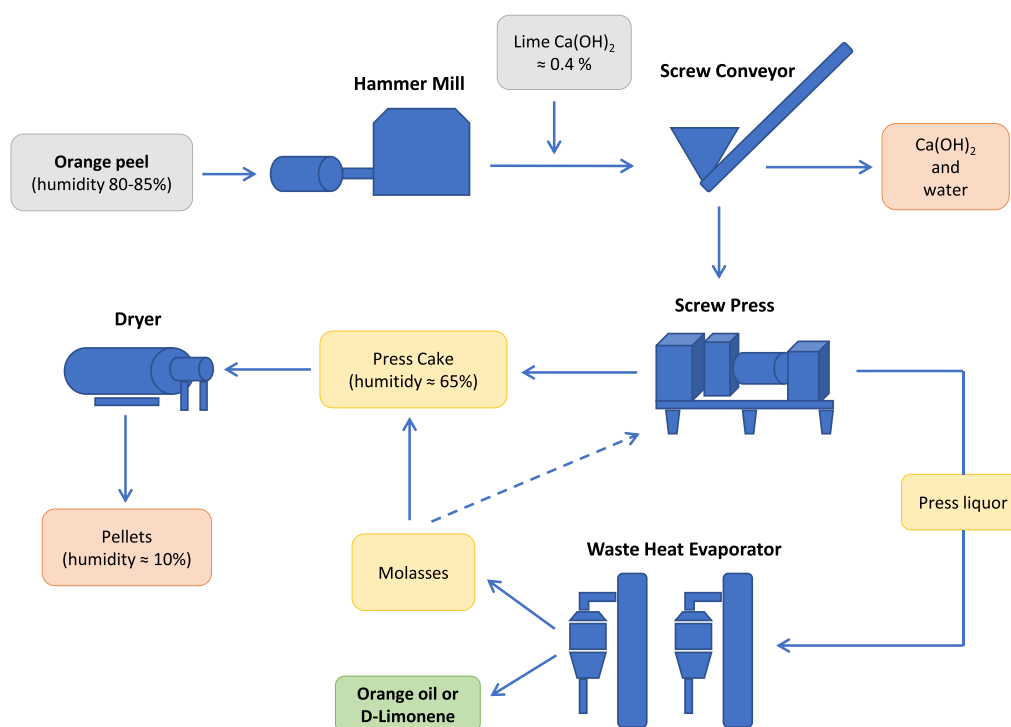 Lime Ca(OH)₂
≈ 0.4 %
Screw Conveyor
Hammer Mill
Orange peel
(humidity 80-85%)
Ca(OH)₂
and
water
Screw Press
Dryer
Press Cake
(humitidy ≈ 65%)
Press liquor
Pellets
(humidity ≈ 10%)
Molasses
Waste Heat Evaporator
Orange oil or
D-Limonene